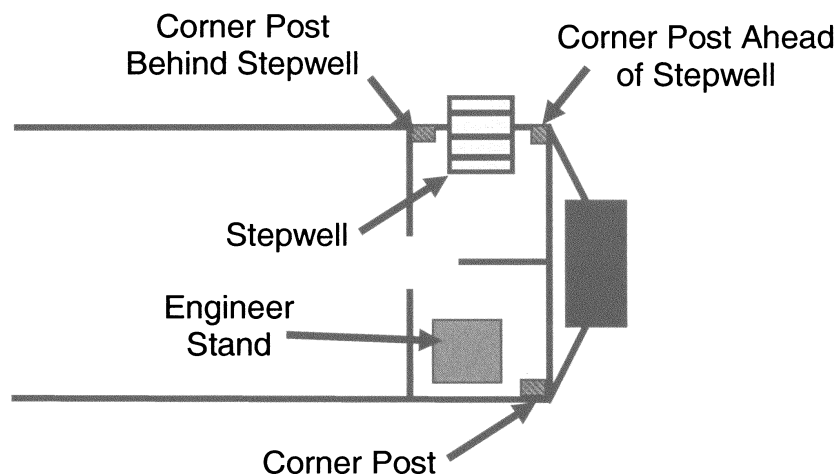 Corner Post
Behind Stepwell
Corner Post Ahead
of Stepwell
Stepwell
Engineer
Stand
Corner Post